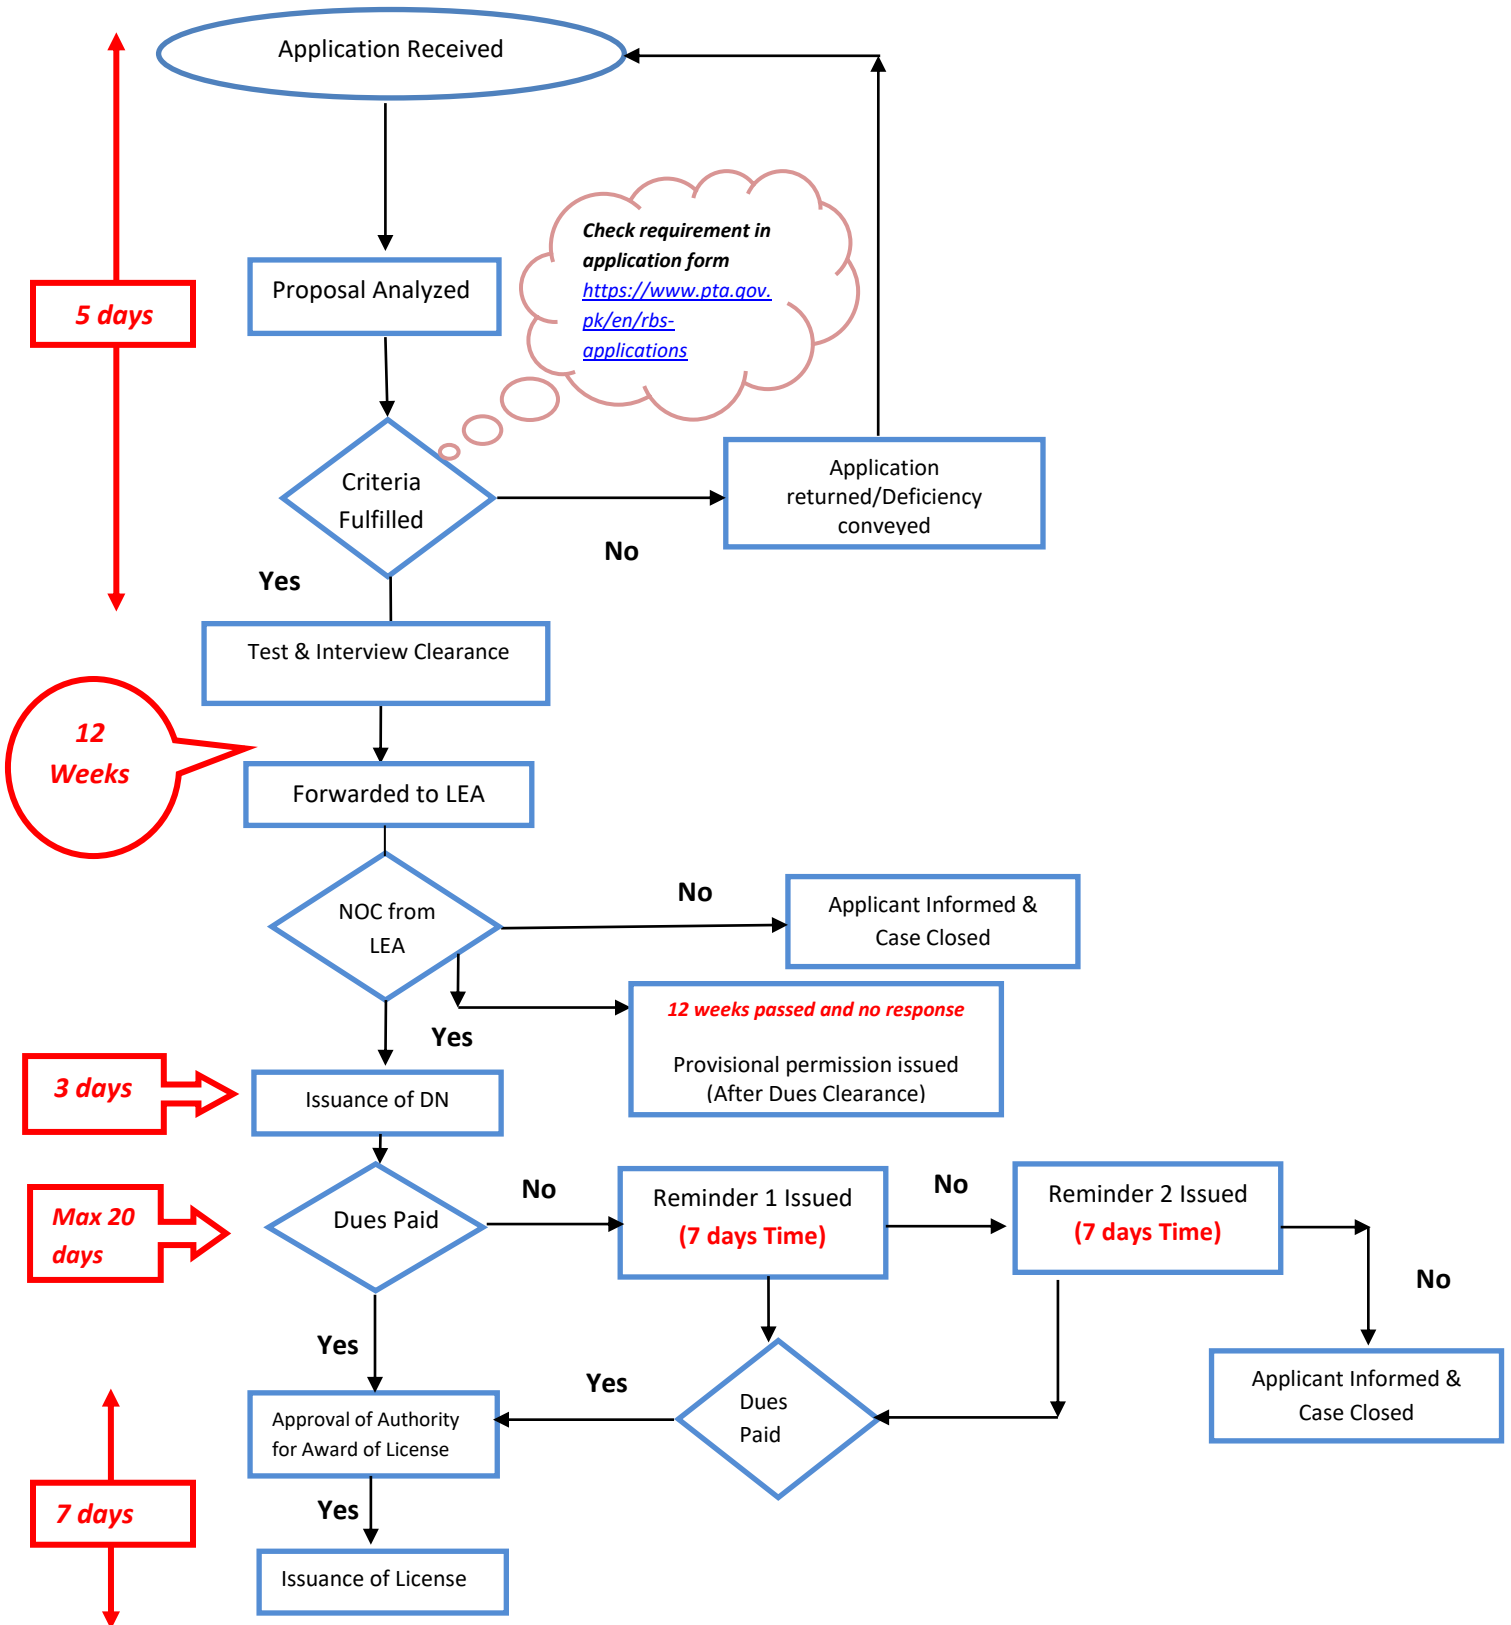 Application Received
Check requirement in
application form
https://www.pta.gov.
pk/en/rbs-
applications
Proposal Analyzed
5 days
Criteria
Fulfilled
Application
returned/Deficiency
conveyed
No
Yes
Test & Interview Clearance
12
Weeks
Forwarded to LEA
NOC from
LEA
No
Applicant Informed &
Case Closed
12 weeks passed and no response
Provisional permission issued
(After Dues Clearance)
Yes
3 days
Issuance of DN
Max 20
days
Dues Paid
No
Reminder 1 Issued
(7 days Time)
No
Reminder 2 Issued
(7 days Time)
No
Applicant Informed &
Case Closed
Yes
Yes
Dues
Paid
Approval of Authority
for Award of License
7 days
Yes
Issuance of License